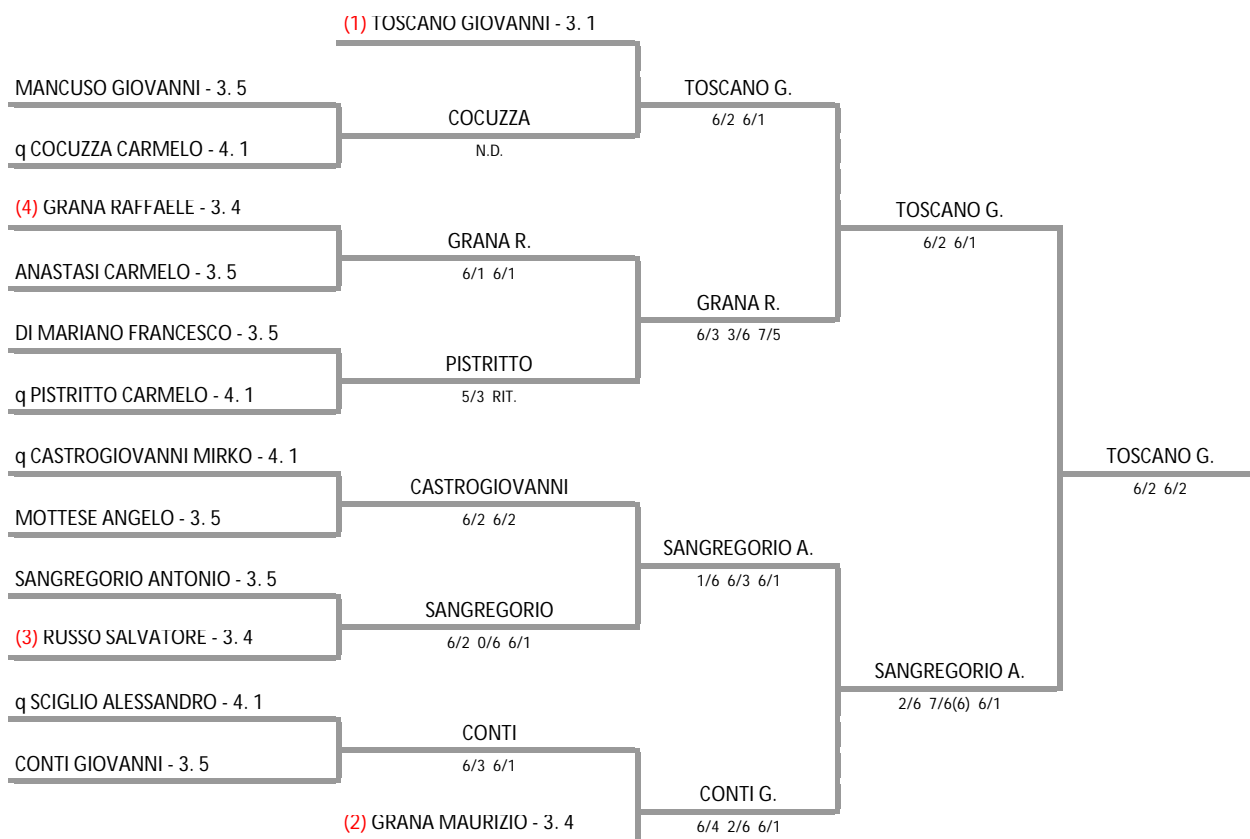 (1) TOSCANO GIOVANNI - 3. 1
MANCUSO GIOVANNI - 3. 5
TOSCANO G.
6/2 6/1
COCUZZA
N.D.
q COCUZZA CARMELO - 4. 1
(4) GRANA RAFFAELE - 3. 4
TOSCANO G.
6/2 6/1
GRANA R.
6/1 6/1
ANASTASI CARMELO - 3. 5
GRANA R.
6/3 3/6 7/5
DI MARIANO FRANCESCO - 3. 5
PISTRITTO
5/3 RIT.
q PISTRITTO CARMELO - 4. 1
q CASTROGIOVANNI MIRKO - 4. 1
TOSCANO G.
6/2 6/2
CASTROGIOVANNI
6/2 6/2
MOTTESE ANGELO - 3. 5
SANGREGORIO A.
1/6 6/3 6/1
SANGREGORIO ANTONIO - 3. 5
SANGREGORIO
6/2 0/6 6/1
(3) RUSSO SALVATORE - 3. 4
SANGREGORIO A.
2/6 7/6(6) 6/1
q SCIGLIO ALESSANDRO - 4. 1
CONTI
6/3 6/1
CONTI GIOVANNI - 3. 5
CONTI G.
6/4 2/6 6/1
(2) GRANA MAURIZIO - 3. 4